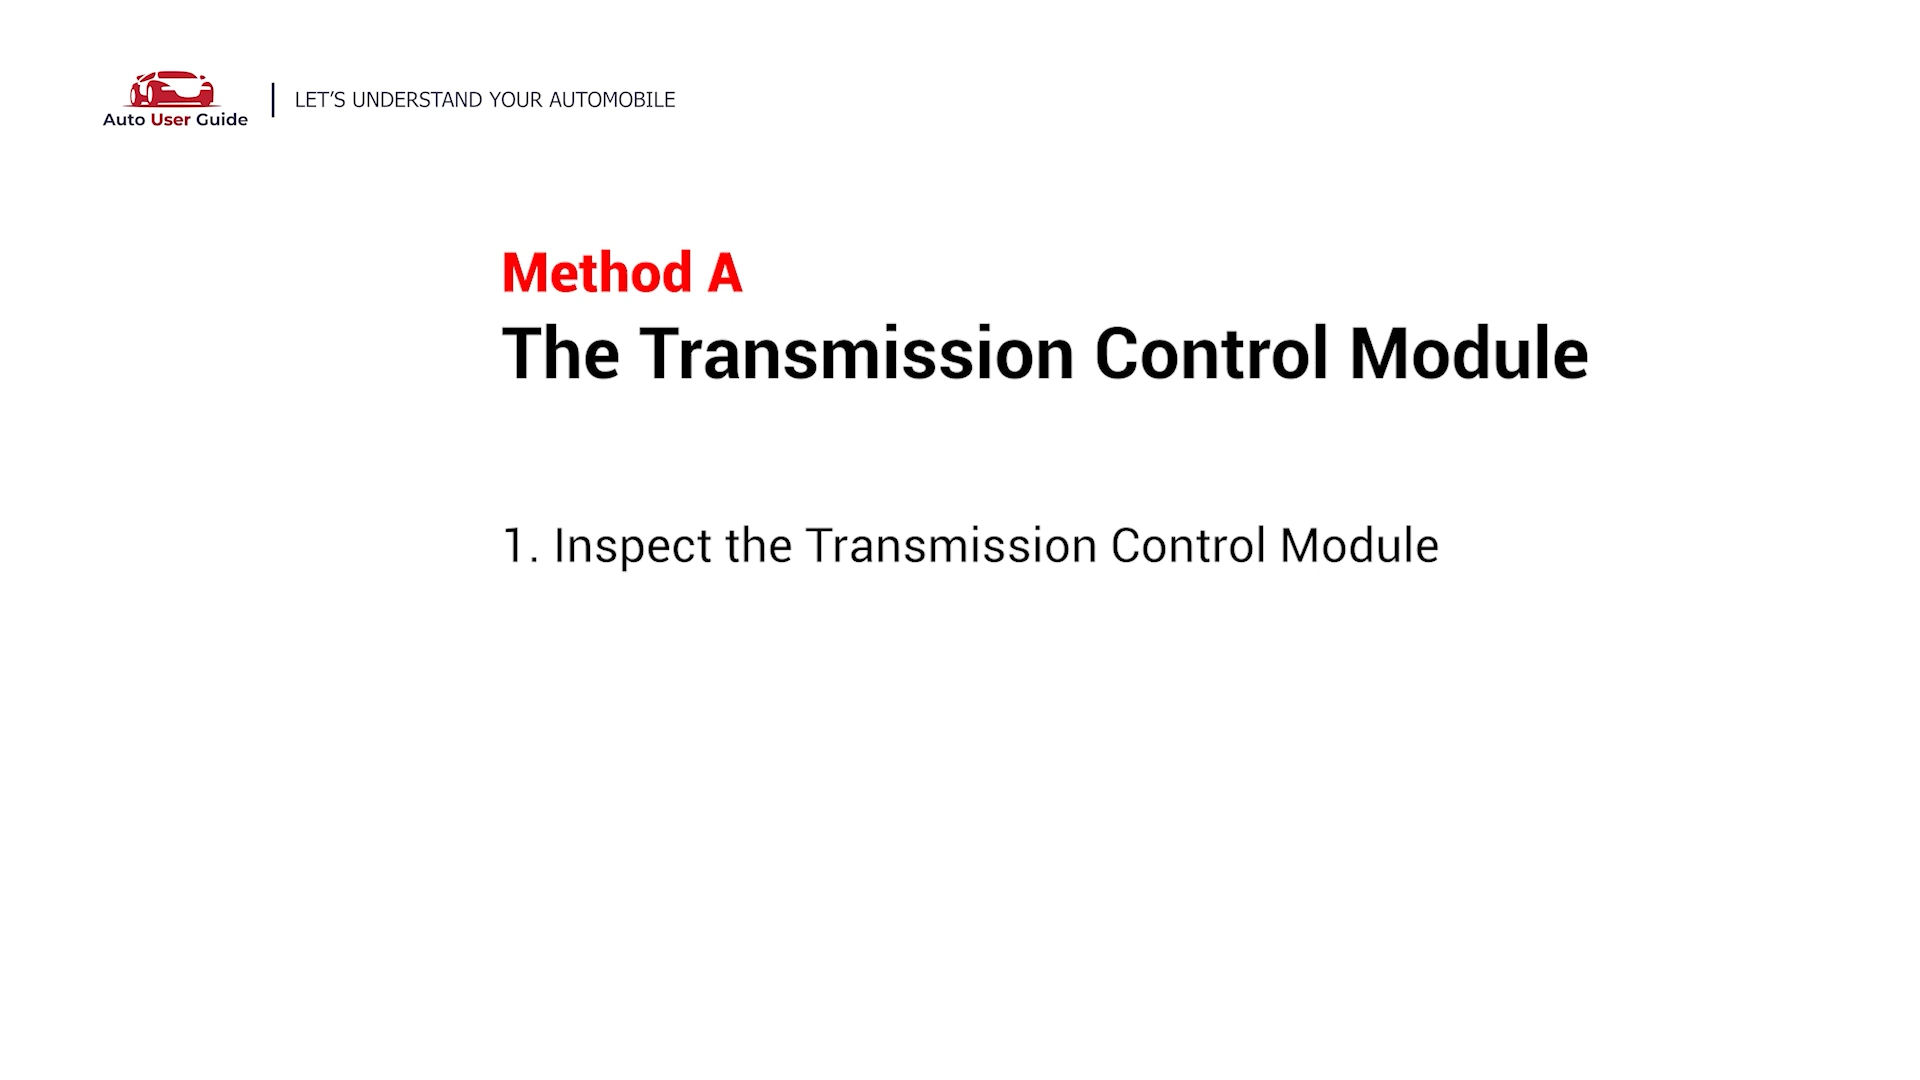 Auto User Guide
LET'S UNDERSTAND YOUR AUTOMOBILE
Method A
The Transmission Control Module
1. Inspect the Transmission Control Module